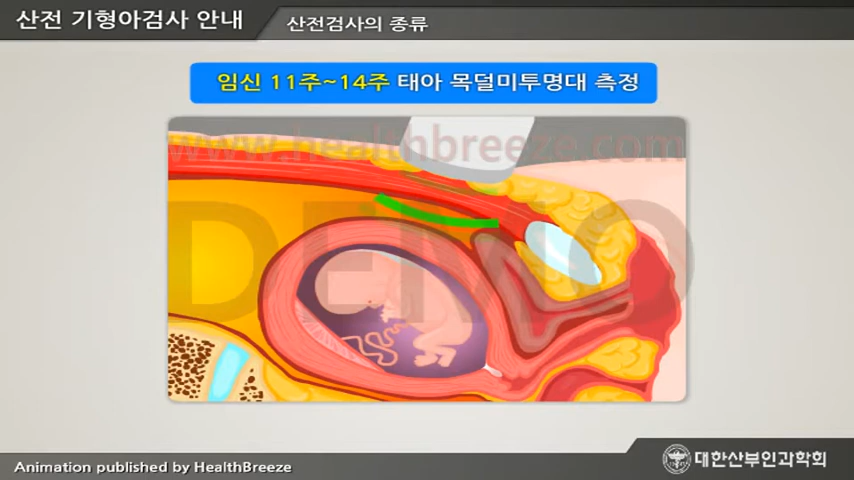 산전 기형아검사 안내
산전검사의 종류
임신 11주~14주 태아 목덜미투명대 측정
www.healthbreeze.com
DEMO
Animation published by HealthBreeze
대한산부인과학회